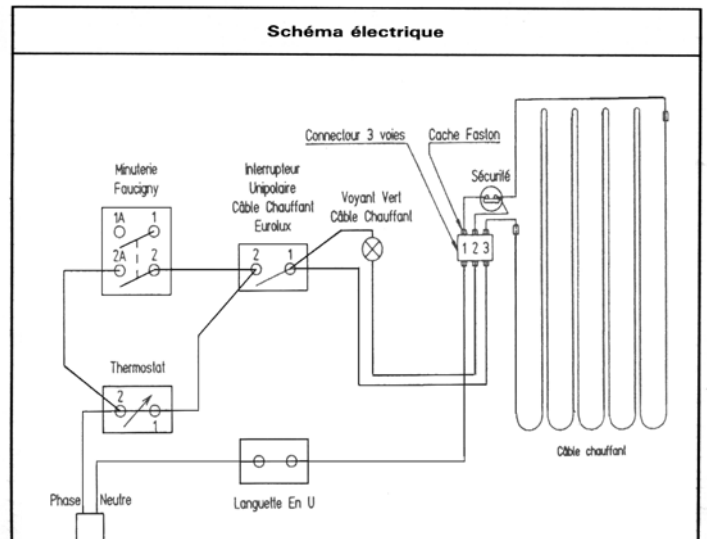 Schéma électrique
Connecteur 3 voies
Cache Faston
Sécurité
Minuterie
Faucigny
Interrupteur
Unipolaire
Câble Chauffant
Eurolux
Voyant Vert
Câble Chauffant
1A 1
2A 2
2 1
1 2 3
Thermostat
2
1
Câble chauffant
Phase Neutre
Languette En U